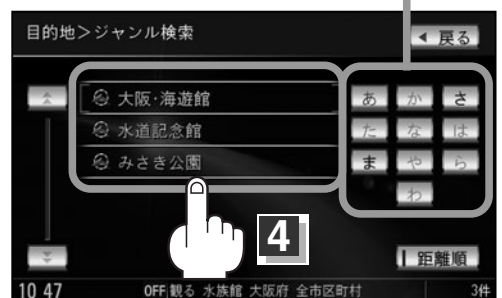 目的地>ジャンル検索
◀ 戻る
大阪・海遊館
水道記念館
みさき公園
あ か さ
た な は
ま や ら
わ
4
距離順
10 47 OFF 観る 水族館 大阪府 全市区町村 3件